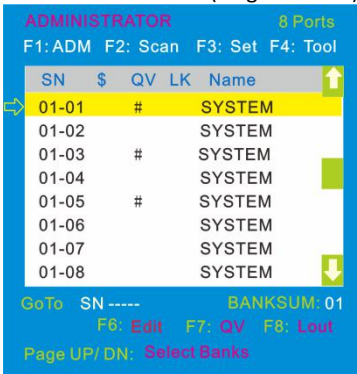 ADMINISTRATOR 8 Ports
F1: ADM F2: Scan F3: Set F4: Tool
SN $ QV LK Name
01-01 # SYSTEM
01-02 SYSTEM
01-03 # SYSTEM
01-04 SYSTEM
01-05 # SYSTEM
01-06 SYSTEM
01-07 SYSTEM
01-08 SYSTEM
GoTo SN ----- BANKSUM: 01
F6: Edit F7: QV F8: Lout
Page UP/ DN: Select Banks